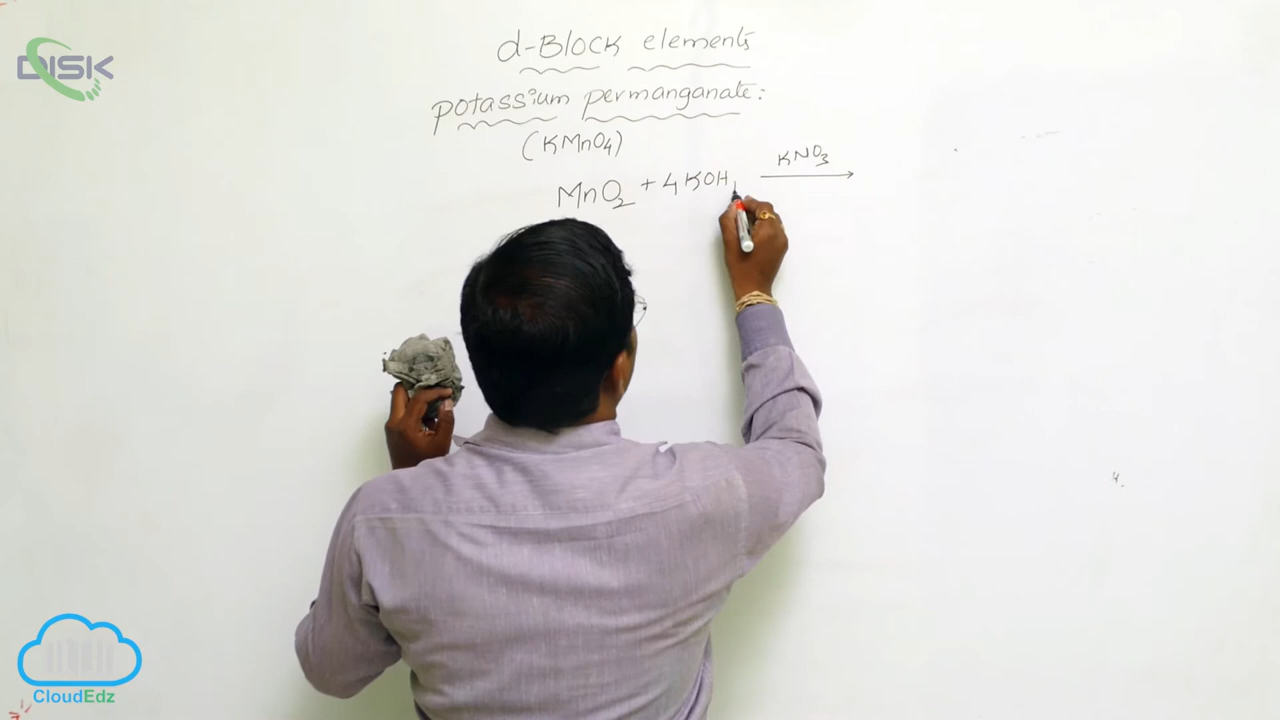 DISK
d-Block elements
potassium permanganate:
(KMnO4)
MnO2 + 4KOH KNO3 →
CloudEdz